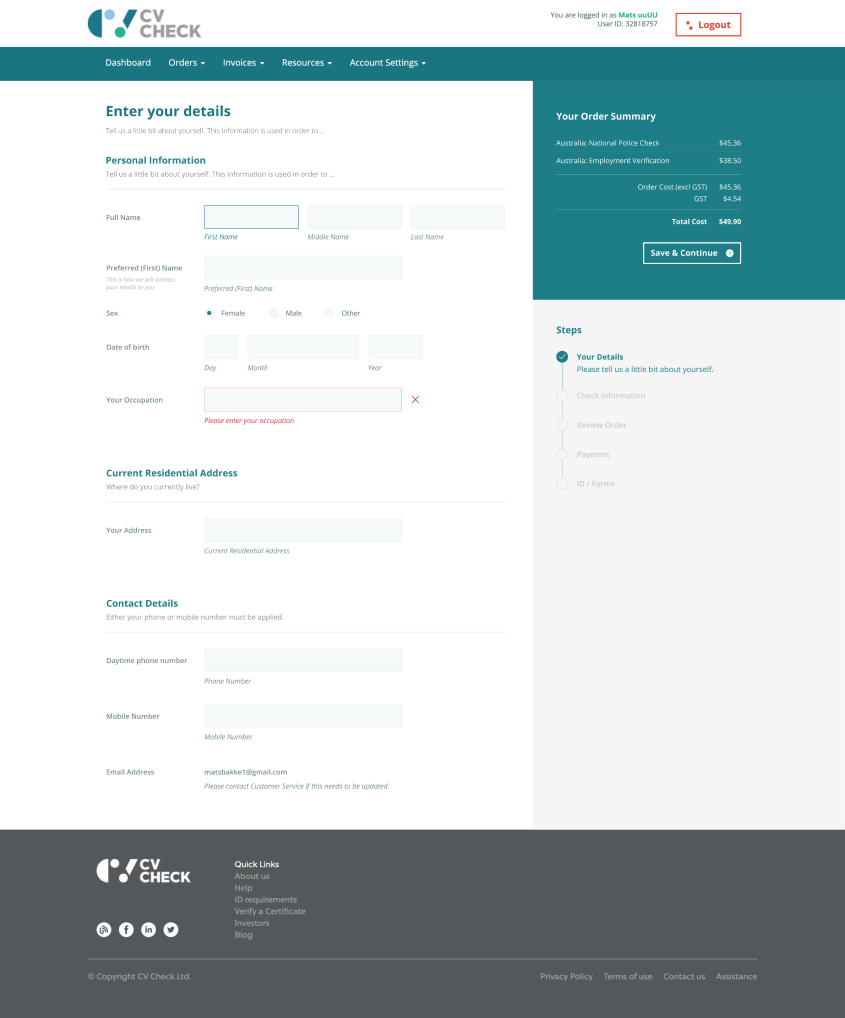 CV
CHECK
You are logged in as Mats uuUU
User ID: 32818757
Logout
Dashboard Orders Invoices Resources Account Settings
Enter your details
Tell us a little bit about yourself. This information is used in order to ...
Personal Information
Tell us a little bit about yourself. This information is used in order to ...
Full Name
First Name Middle Name Last Name
Preferred (First) Name
This is how we will address
your emails to you
Preferred (First) Name
Sex Female Male Other
Date of birth
Day Month Year
Your Occupation
Please enter your occupation
Current Residential Address
Where do you currently live?
Your Address
Current Residential Address
Contact Details
Either your phone or mobile number must be applied.
Daytime phone number
Phone Number
Mobile Number
Mobile Number
Email Address matsbakke1@gmail.com
Please contact Customer Service if this needs to be updated.
Your Order Summary
Australia: National Police Check $45.36
Australia: Employment Verification $38.50
Order Cost (excl GST) $45.36
GST $4.54
Total Cost $49.90
Save & Continue
Steps
Your Details
Please tell us a little bit about yourself.
Check Information
Review Order
Payment
ID / Forms
CV
CHECK
Quick Links
About us
Help
ID requirements
Verify a Certificate
Investors
Blog
© Copyright CV Check Ltd.
Privacy Policy Terms of use Contact us Assistance